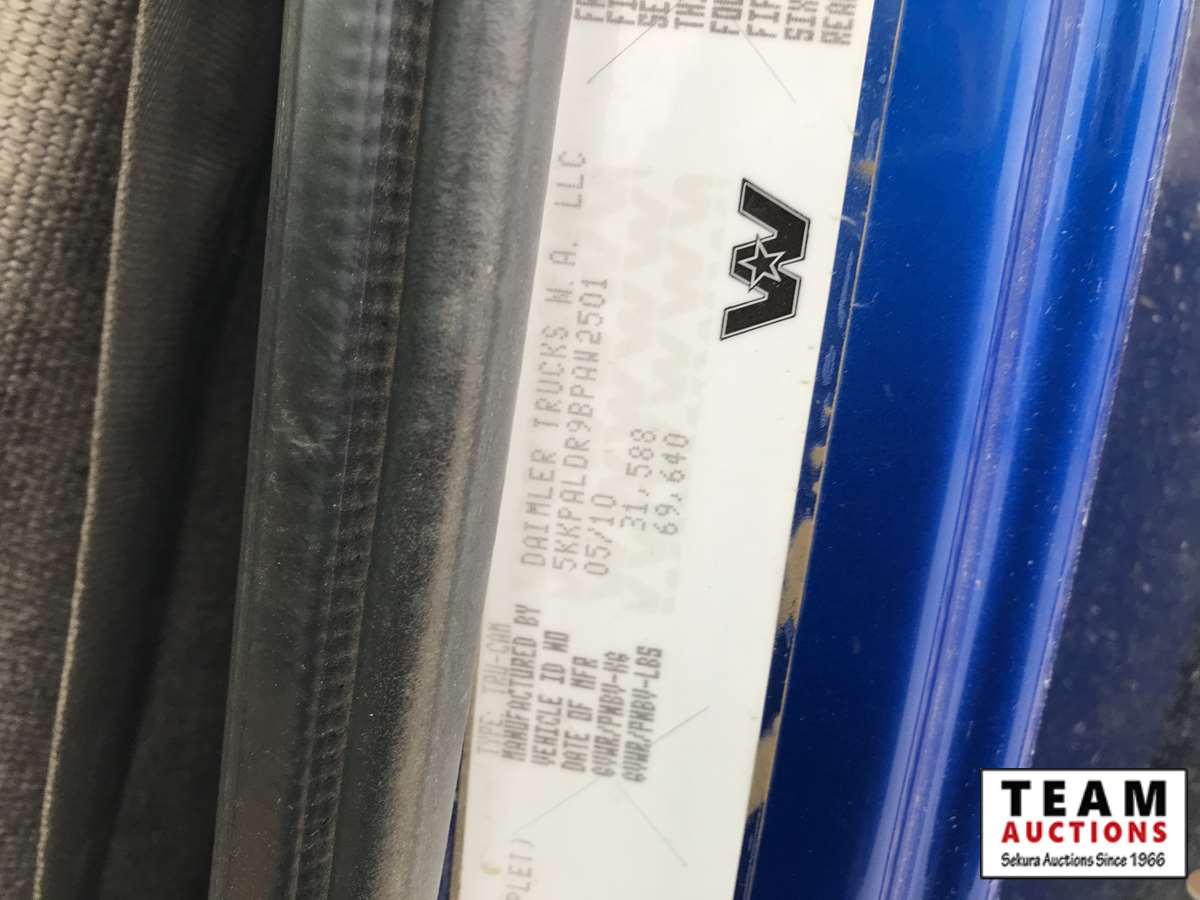 TYPE: TRU-CAM
MANUFACTURED BY DAIMLER TRUCKS N.A. LLC
VEHICLE ID NO 5KKPALDR9BPAW2501
DATE OF MFR 05/10
GVWR/PNBV-KG 31,588
GVWR/PNBV-LBS 69,640
W
TEAM
AUCTIONS
Sekura Auctions Since 1966